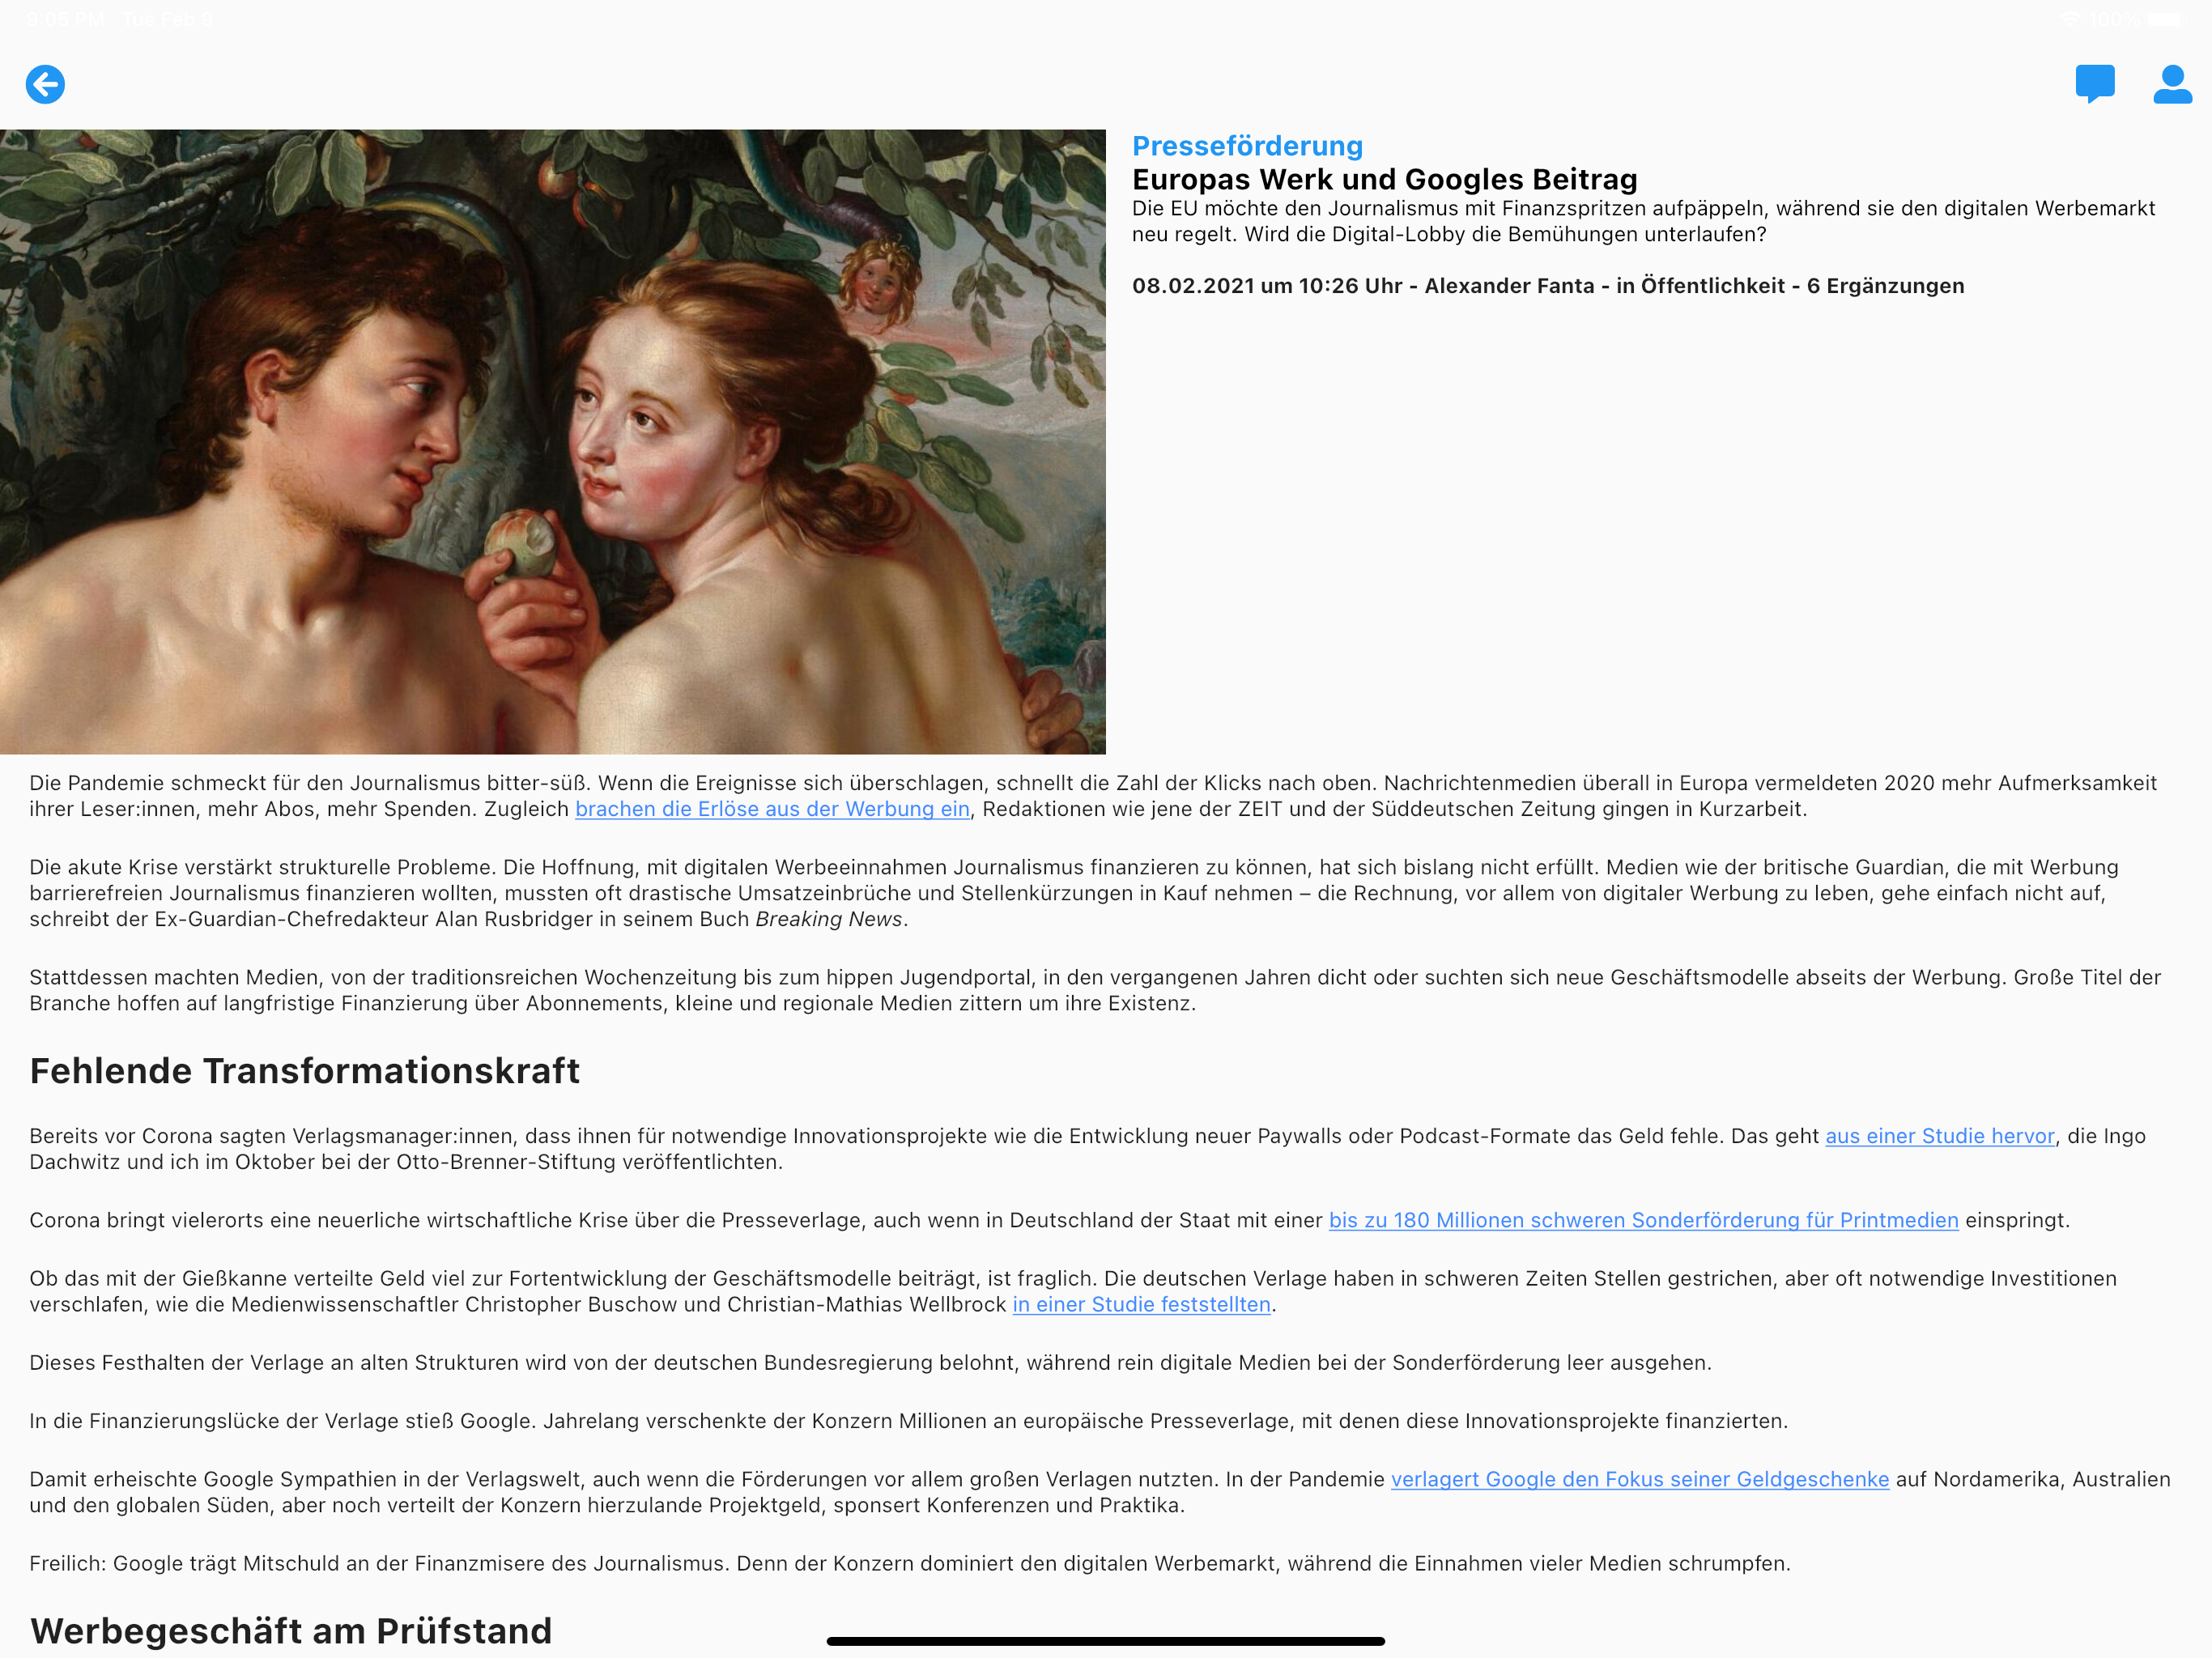 9:05 PM Tue Feb 9
100%
Presseförderung
Europas Werk und Googles Beitrag
Die EU möchte den Journalismus mit Finanzspritzen aufpäppeln, während sie den digitalen Werbemarkt
neu regelt. Wird die Digital-Lobby die Bemühungen unterlaufen?
08.02.2021 um 10:26 Uhr - Alexander Fanta - in Öffentlichkeit - 6 Ergänzungen
Die Pandemie schmeckt für den Journalismus bitter-süß. Wenn die Ereignisse sich überschlagen, schnellt die Zahl der Klicks nach oben. Nachrichtenmedien überall in Europa vermeldeten 2020 mehr Aufmerksamkeit
ihrer Leser:innen, mehr Abos, mehr Spenden. Zugleich brachen die Erlöse aus der Werbung ein, Redaktionen wie jene der ZEIT und der Süddeutschen Zeitung gingen in Kurzarbeit.
Die akute Krise verstärkt strukturelle Probleme. Die Hoffnung, mit digitalen Werbeeinnahmen Journalismus finanzieren zu können, hat sich bislang nicht erfüllt. Medien wie der britische Guardian, die mit Werbung
barrierefreien Journalismus finanzieren wollten, mussten oft drastische Umsatzeinbrüche und Stellenkürzungen in Kauf nehmen – die Rechnung, vor allem von digitaler Werbung zu leben, gehe einfach nicht auf,
schreibt der Ex-Guardian-Chefredakteur Alan Rusbridger in seinem Buch Breaking News.
Stattdessen machten Medien, von der traditionsreichen Wochenzeitung bis zum hippen Jugendportal, in den vergangenen Jahren dicht oder suchten sich neue Geschäftsmodelle abseits der Werbung. Große Titel der
Branche hoffen auf langfristige Finanzierung über Abonnements, kleine und regionale Medien zittern um ihre Existenz.
Fehlende Transformationskraft
Bereits vor Corona sagten Verlagsmanager:innen, dass ihnen für notwendige Innovationsprojekte wie die Entwicklung neuer Paywalls oder Podcast-Formate das Geld fehle. Das geht aus einer Studie hervor, die Ingo
Dachwitz und ich im Oktober bei der Otto-Brenner-Stiftung veröffentlichten.
Corona bringt vielerorts eine neuerliche wirtschaftliche Krise über die Presseverlage, auch wenn in Deutschland der Staat mit einer bis zu 180 Millionen schweren Sonderförderung für Printmedien einspringt.
Ob das mit der Gießkanne verteilte Geld viel zur Fortentwicklung der Geschäftsmodelle beiträgt, ist fraglich. Die deutschen Verlage haben in schweren Zeiten Stellen gestrichen, aber oft notwendige Investitionen
verschlafen, wie die Medienwissenschaftler Christopher Buschow und Christian-Mathias Wellbrock in einer Studie feststellten.
Dieses Festhalten der Verlage an alten Strukturen wird von der deutschen Bundesregierung belohnt, während rein digitale Medien bei der Sonderförderung leer ausgehen.
In die Finanzierungslücke der Verlage stieß Google. Jahrelang verschenkte der Konzern Millionen an europäische Presseverlage, mit denen diese Innovationsprojekte finanzierten.
Damit erheischte Google Sympathien in der Verlagswelt, auch wenn die Förderungen vor allem großen Verlagen nutzten. In der Pandemie verlagert Google den Fokus seiner Geldgeschenke auf Nordamerika, Australien
und den globalen Süden, aber noch verteilt der Konzern hierzulande Projektgeld, sponsert Konferenzen und Praktika.
Freilich: Google trägt Mitschuld an der Finanzmisere des Journalismus. Denn der Konzern dominiert den digitalen Werbemarkt, während die Einnahmen vieler Medien schrumpfen.
Werbegeschäft am Prüfstand